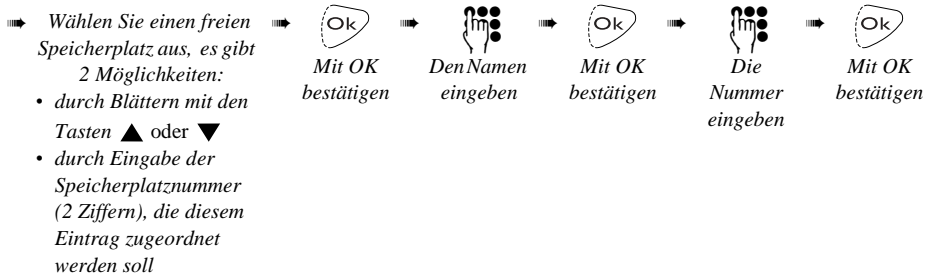 Wählen Sie einen freien
Speicherplatz aus, es gibt
2 Möglichkeiten:
• durch Blättern mit den
Tasten ▲ oder ▼
• durch Eingabe der
Speicherplatznummer
(2 Ziffern), die diesem
Eintrag zugeordnet
werden soll
Ok
Mit OK
bestätigen
Den Namen
eingeben
Ok
Mit OK
bestätigen
Die
Nummer
eingeben
Ok
Mit OK
bestätigen